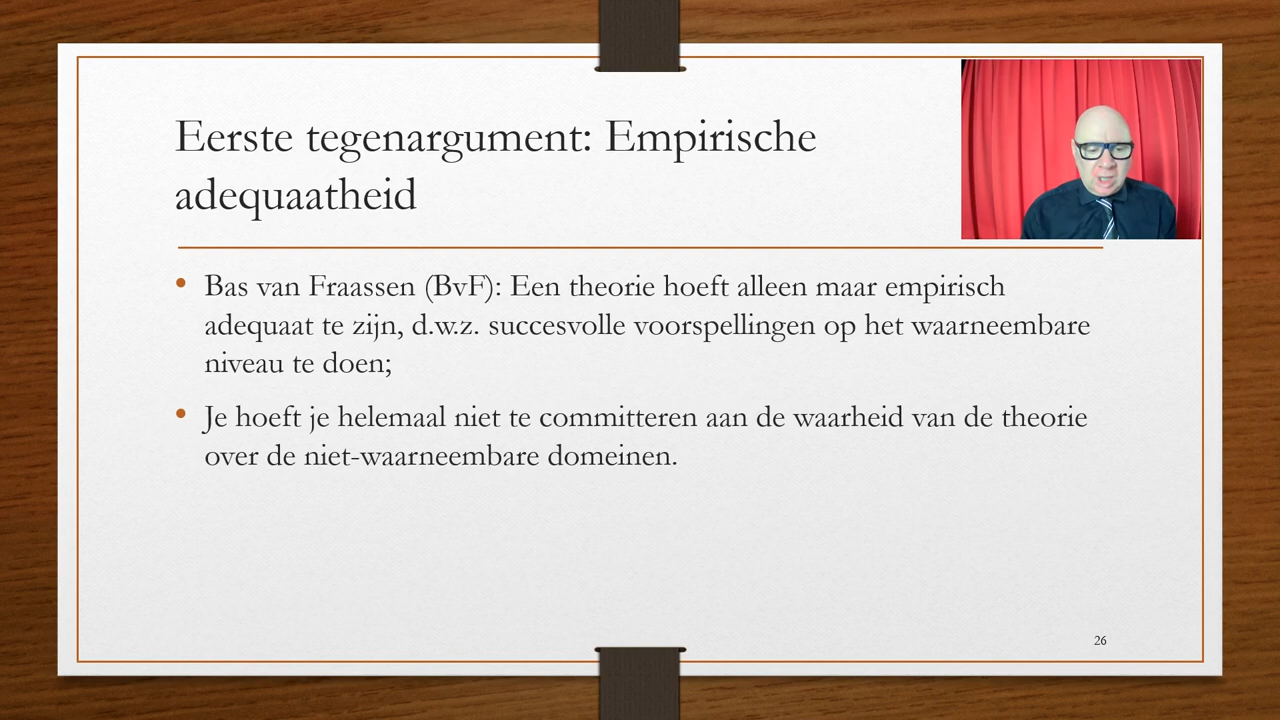 Eerste tegenargument: Empirische
adequaatheid
• Bas van Fraassen (BvF): Een theorie hoeft alleen maar empirisch
adequaat te zijn, d.w.z. succesvolle voorspellingen op het waarneembare
niveau te doen;
• Je hoeft je helemaal niet te committeren aan de waarheid van de theorie
over de niet-waarneembare domeinen.
26